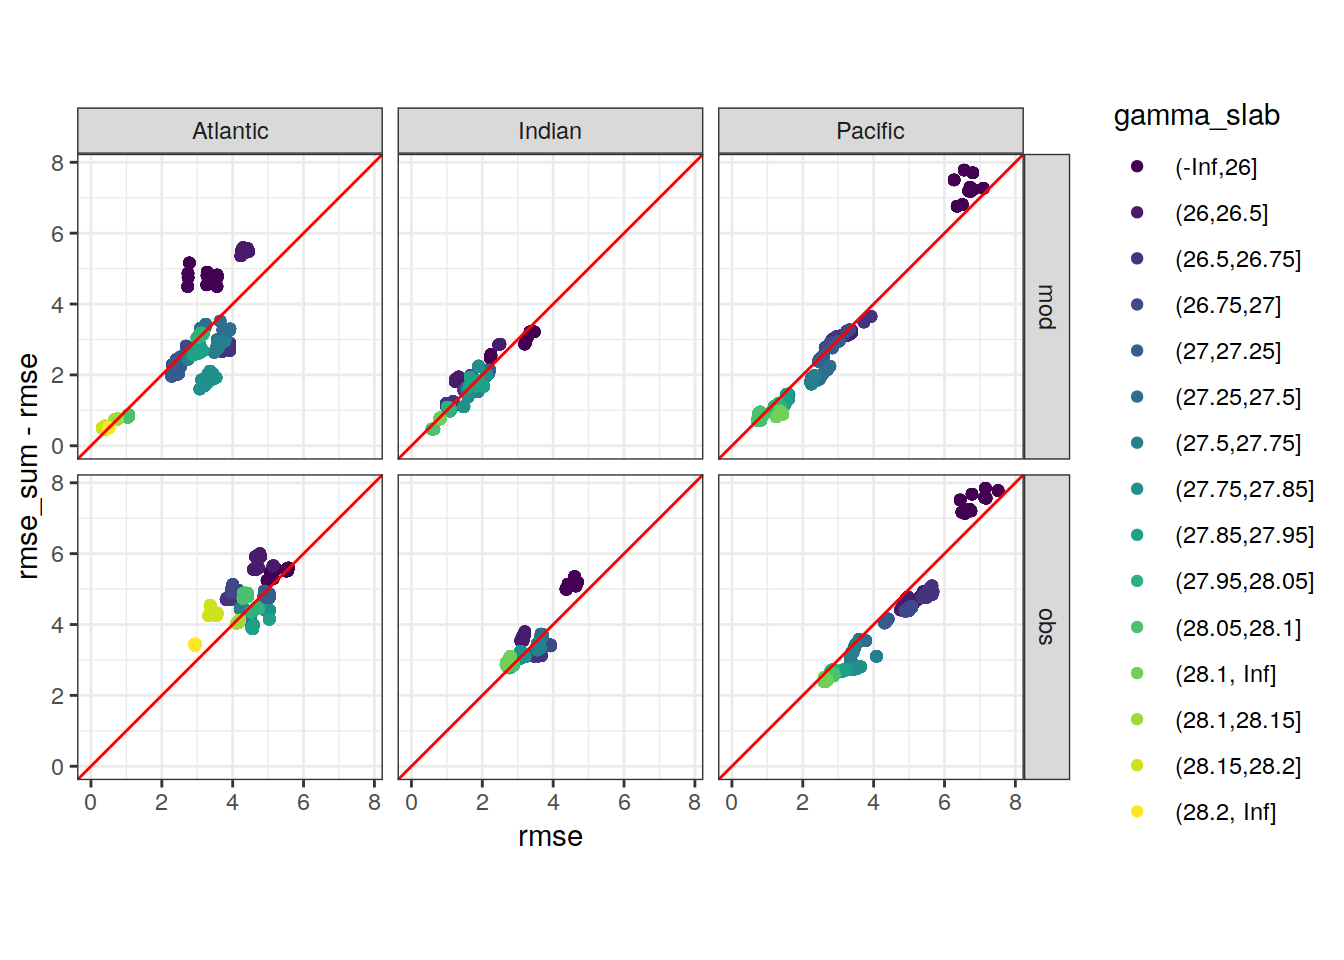 Atlantic
Indian
Pacific
mod
obs
8
6
4
2
0
8
6
4
2
0
0 2 4 6 8
0 2 4 6 8
0 2 4 6 8
rmse
rmse_sum - rmse
gamma_slab
(-Inf,26]
(26,26.5]
(26.5,26.75]
(26.75,27]
(27,27.25]
(27.25,27.5]
(27.5,27.75]
(27.75,27.85]
(27.85,27.95]
(27.95,28.05]
(28.05,28.1]
(28.1, Inf]
(28.1,28.15]
(28.15,28.2]
(28.2, Inf]